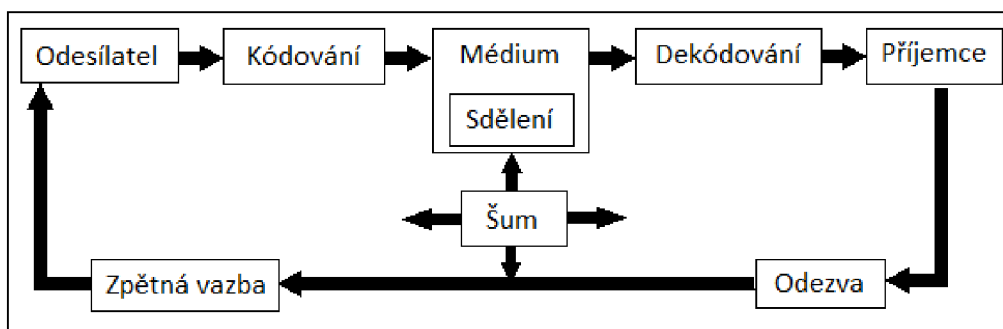 Odesílatel
Kódování
Médium
Dekódování
Příjemce
Sdělení
Šum
Zpětná vazba
Odezva